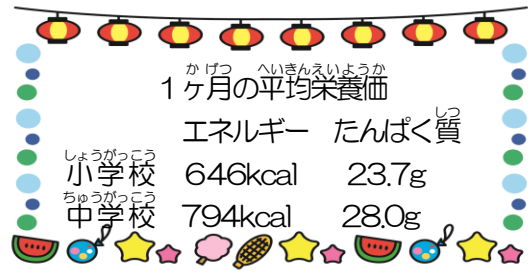 かげつ へいきんえいようか
1ヶ月の平均栄養価
しつ
エネルギー たんぱく質
しょうがっこう
小学校 646kcal 23.7g
ちゅうがっこう
中学校 794kcal 28.0g